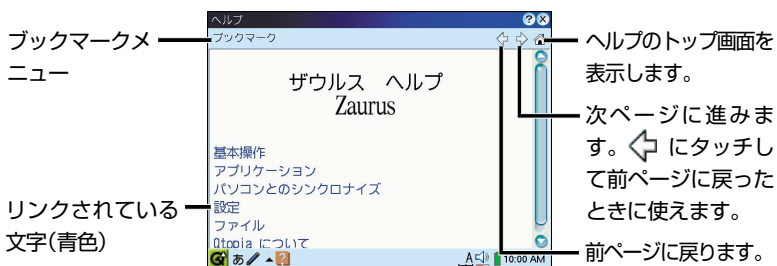 ブックマークメ
ニュー
リンクされている
文字(青色)
ヘルプ
ブックマーク
ザウルス ヘルプ
Zaurus
基本操作
アプリケーション
パソコンとのシンクロナイズ
設定
ファイル
Qtopia について
あ
A
10:00 AM
ヘルプのトップ画面を
表示します。
次ページに進みま
す。 にタッチし
て前ページに戻った
ときに使えます。
前ページに戻ります。